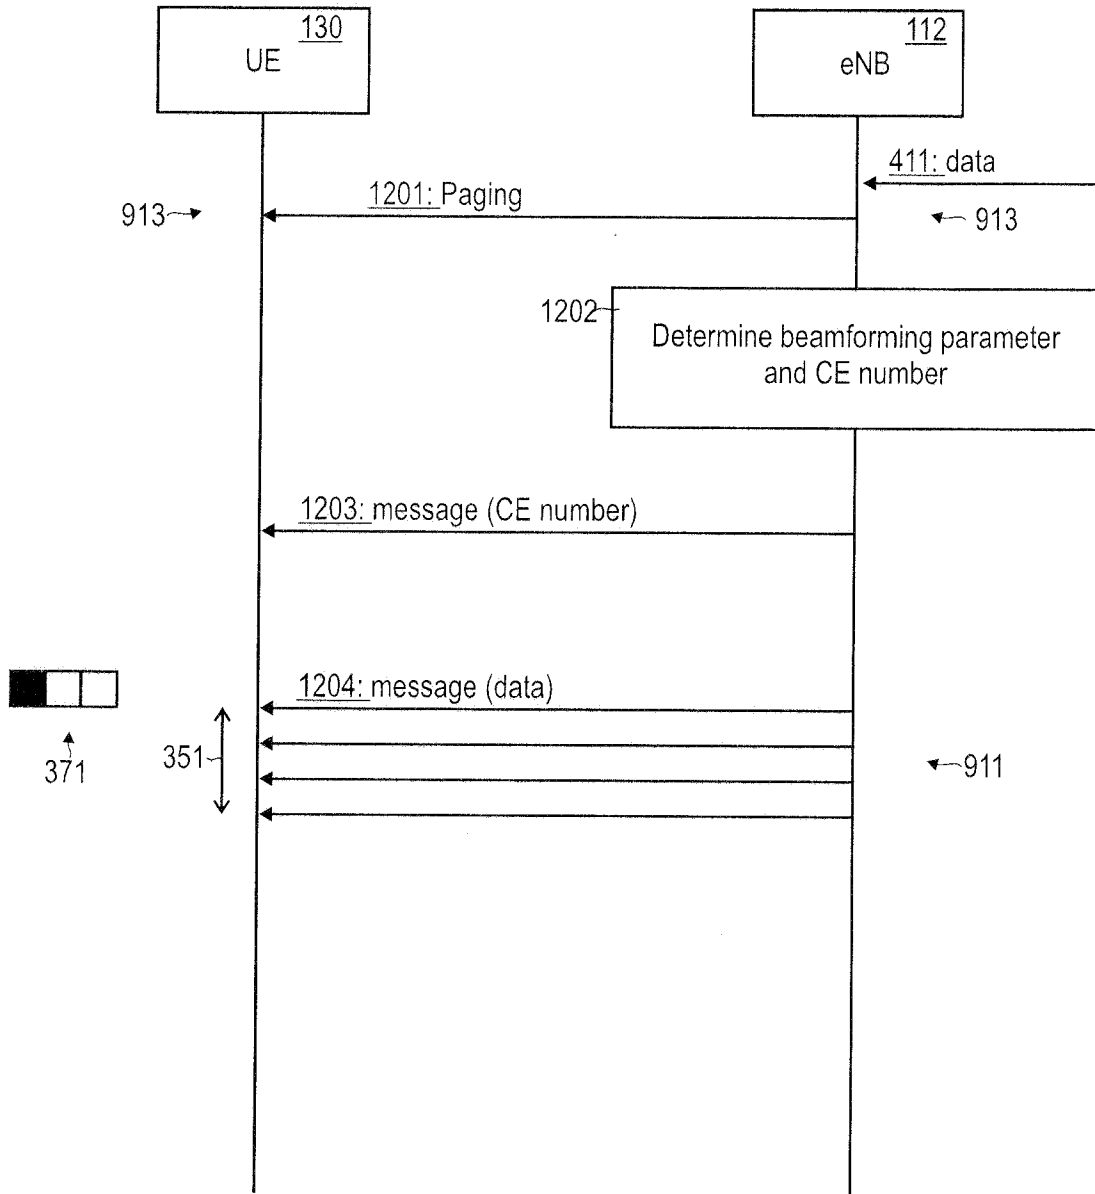 130
UE
112
eNB
411: data
1201: Paging
913
913
1202
Determine beamforming parameter
and CE number
1203: message (CE number)
1204: message (data)
371
351
911